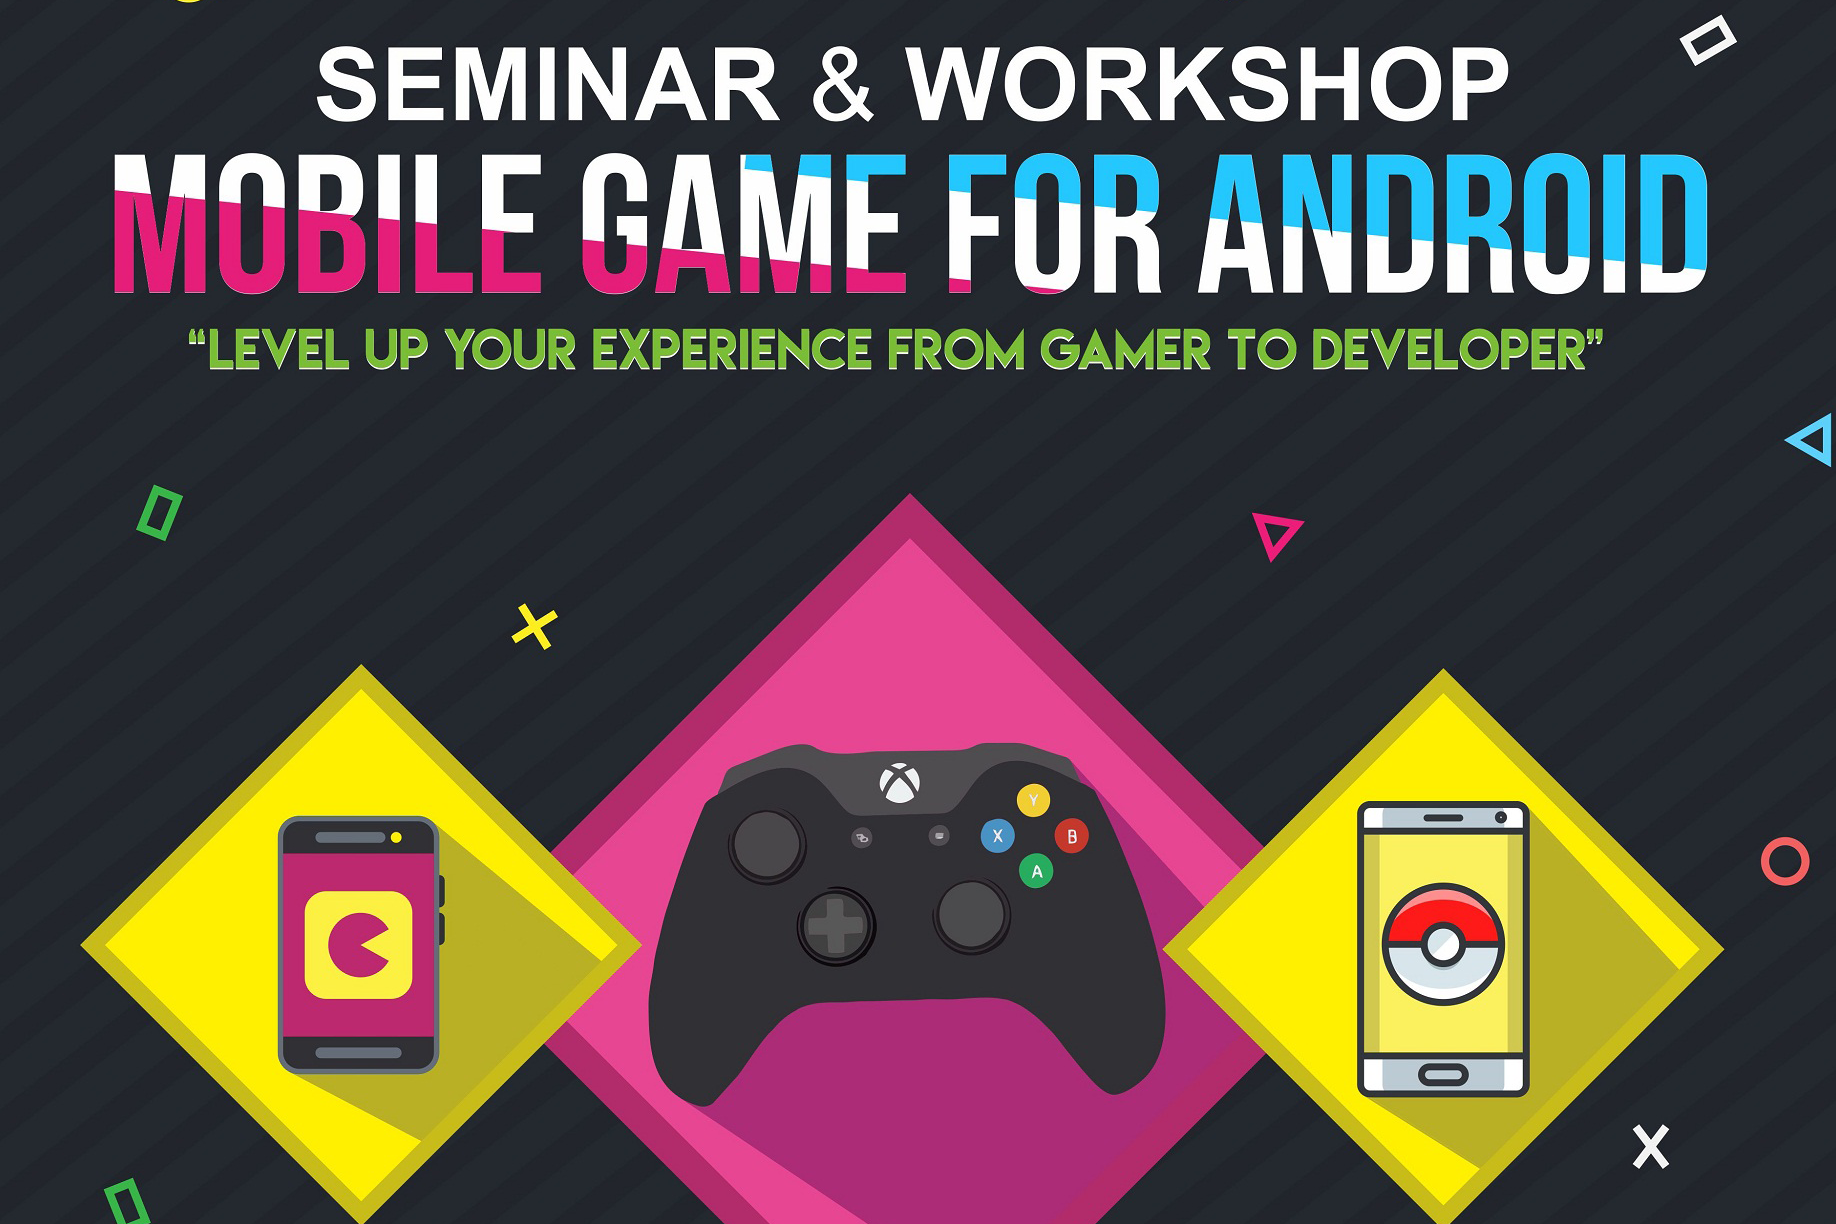 SEMINAR & WORKSHOP
MOBILE GAME FOR ANDROID
“LEVEL UP YOUR EXPERIENCE FROM GAMER TO DEVELOPER”
Y
X B
A